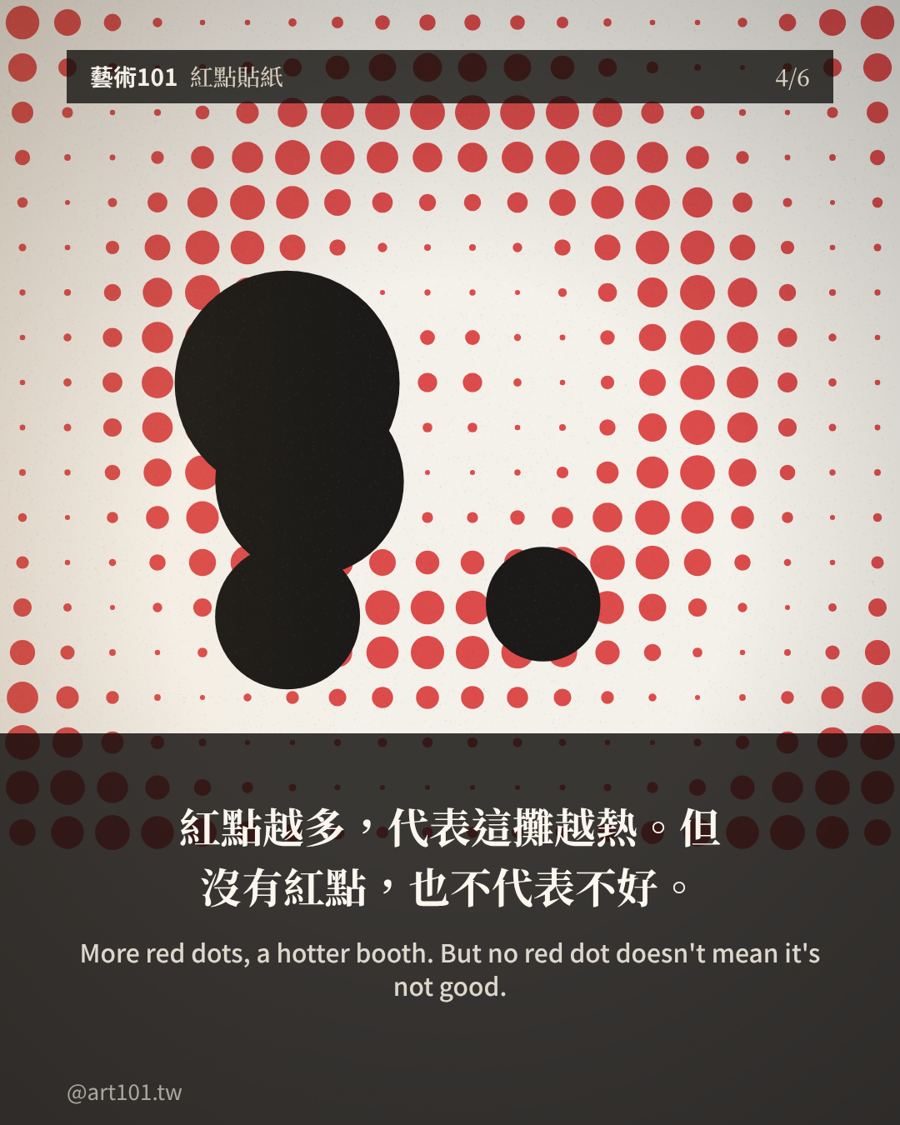 藝術101 紅點貼紙 4/6
紅點越多，代表這攤越熱。但
沒有紅點，也不代表不好。
More red dots, a hotter booth. But no red dot doesn't mean it's
not good.
@art101.tw